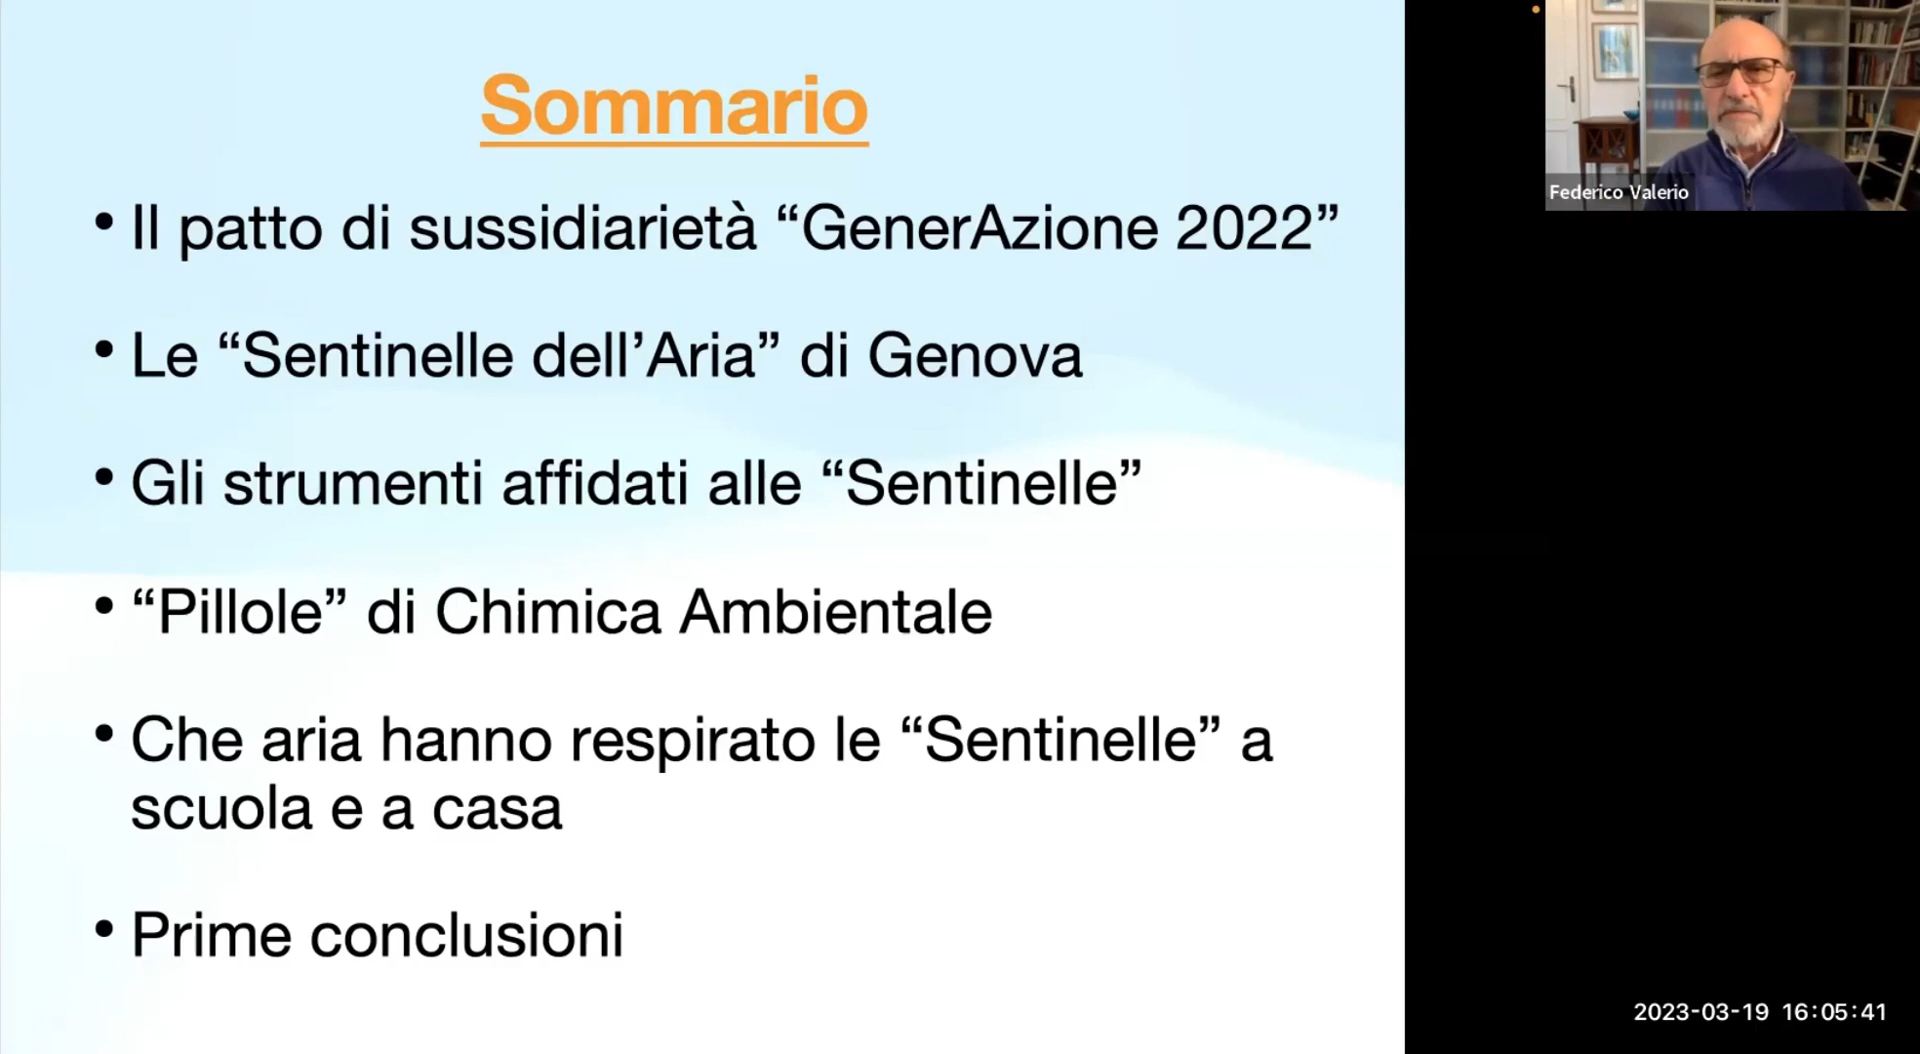 Sommario
• Il patto di sussidiarietà “GenerAzione 2022”
• Le “Sentinelle dell’Aria” di Genova
• Gli strumenti affidati alle “Sentinelle”
• “Pillole” di Chimica Ambientale
• Che aria hanno respirato le “Sentinelle” a
scuola e a casa
• Prime conclusioni
Federico Valerio
2023-03-19 16:05:41